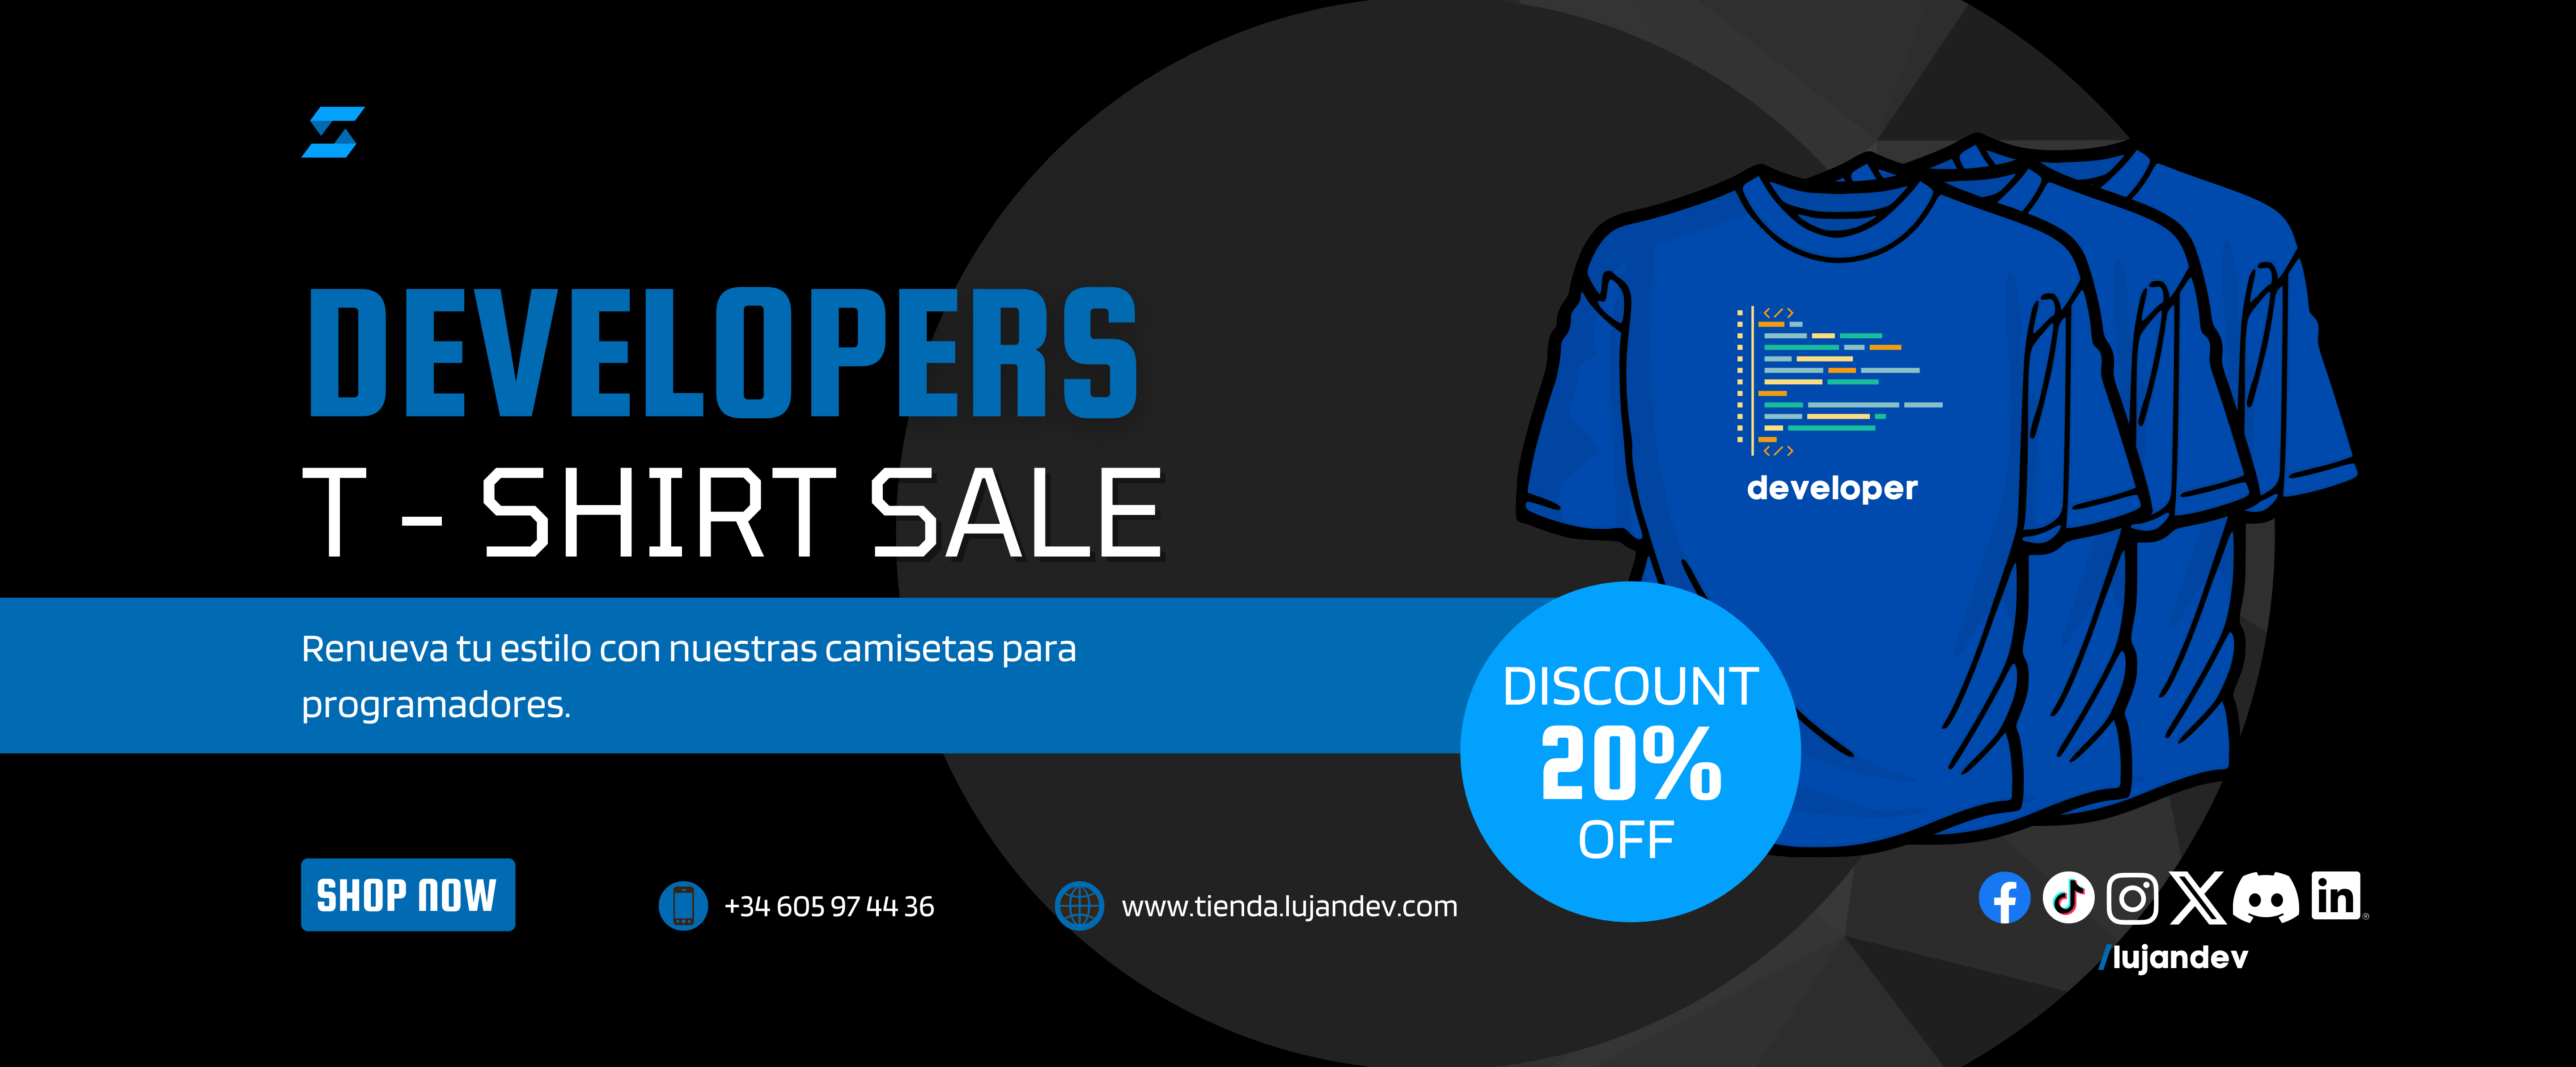 DEVELOPERS
T - SHIRT SALE
Renueva tu estilo con nuestras camisetas para
programadores.
</>
</>
developer
DISCOUNT
20%
OFF
SHOP NOW
+34 605 97 44 36
www.tienda.lujandev.com
in®
/lujandev